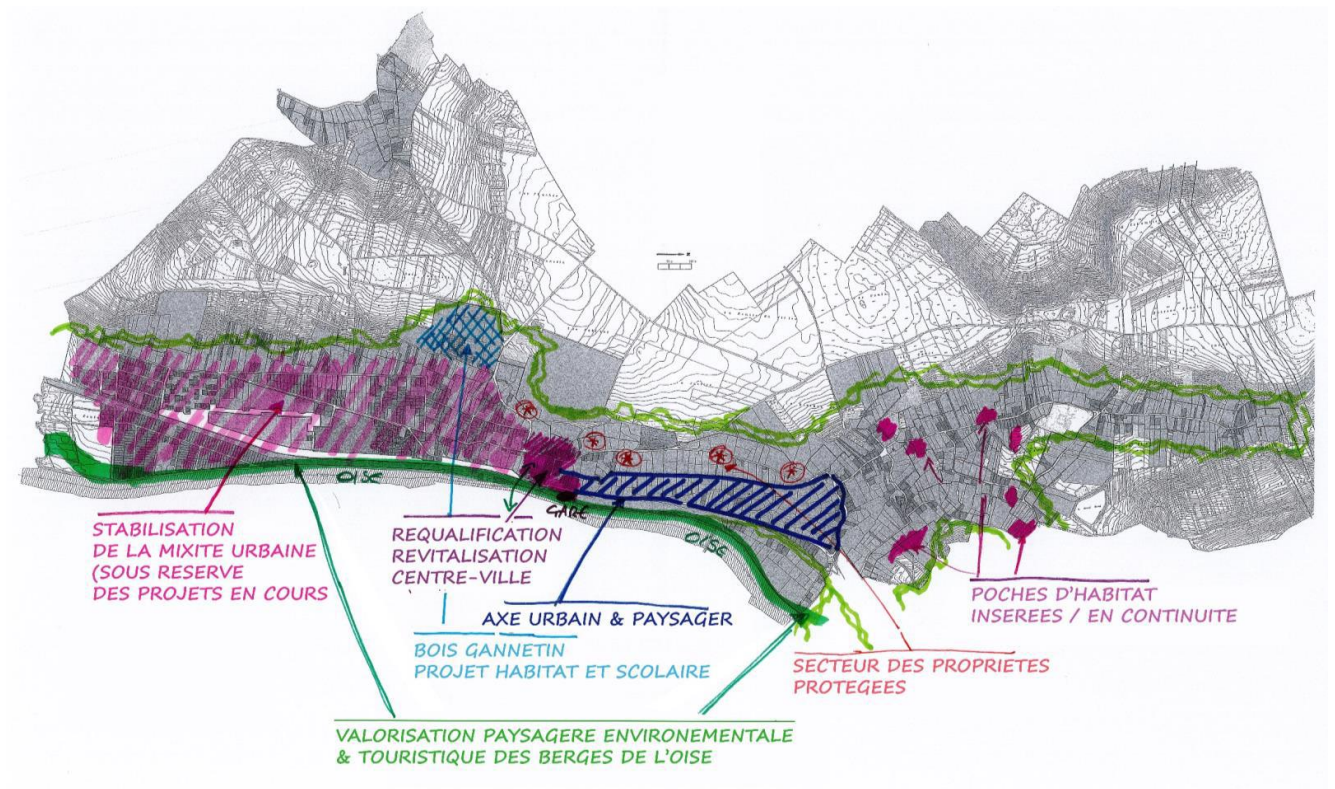 OISE
GARE
OISE
STABILISATION
DE LA MIXITE URBAINE
(SOUS RESERVE
DES PROJETS EN COURS
REQUALIFICATION
REVITALISATION
CENTRE-VILLE
AXE URBAIN & PAYSAGER
BOIS GANNETIN
PROJET HABITAT ET SCOLAIRE
POCHES D'HABITAT
INSEREES / EN CONTINUITE
SECTEUR DES PROPRIETES
PROTEGEES
VALORISATION PAYSAGERE ENVIRONEMENTALE
& TOURISTIQUE DES BERGES DE L'OISE